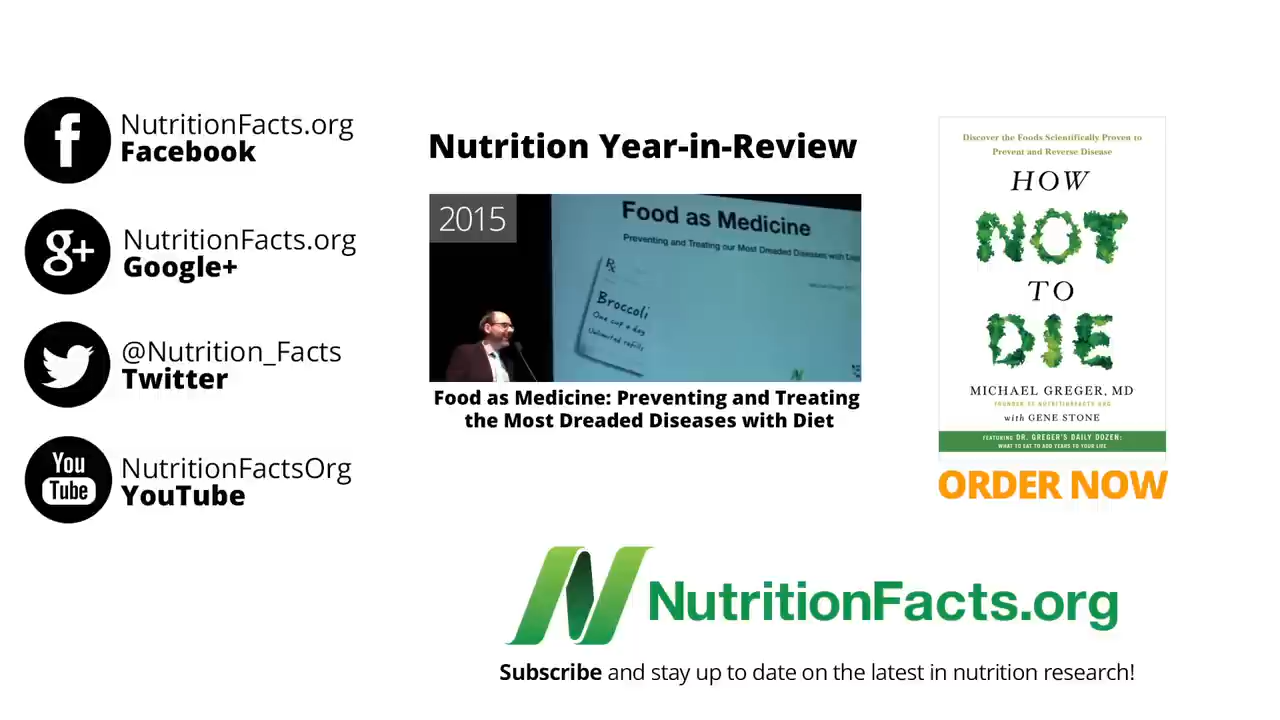 NutritionFacts.org
Facebook
g+
NutritionFacts.org
Google+
@Nutrition_Facts
Twitter
You
Tube
NutritionFactsOrg
YouTube
Nutrition Year-in-Review
2015
Food as Medicine
Preventing and Treating our Most Dreaded Diseases with Diet
Rx
Broccoli
One cup a day
Unlimited refills
Food as Medicine: Preventing and Treating
the Most Dreaded Diseases with Diet
Discover the Foods Scientifically Proven to
Prevent and Reverse Disease
HOW
NOT
TO
DIE
MICHAEL GREGER, MD
FOUNDER OF NUTRITIONFACTS.ORG
with GENE STONE
FEATURING DR. GREGER'S DAILY DOZEN:
WHAT TO EAT TO ADD YEARS TO YOUR LIFE
ORDER NOW
NutritionFacts.org
Subscribe and stay up to date on the latest in nutrition research!